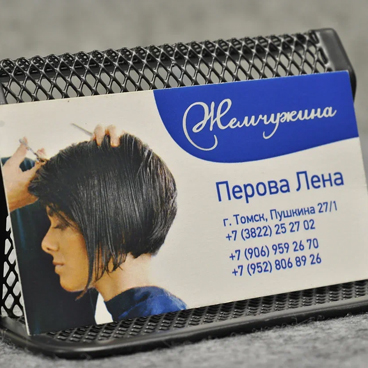 Жемчужина
Перова Лена
г. Томск, Пушкина 27/1
+7 (3822) 25 27 02
+7 (906) 959 26 70
+7 (952) 806 89 26